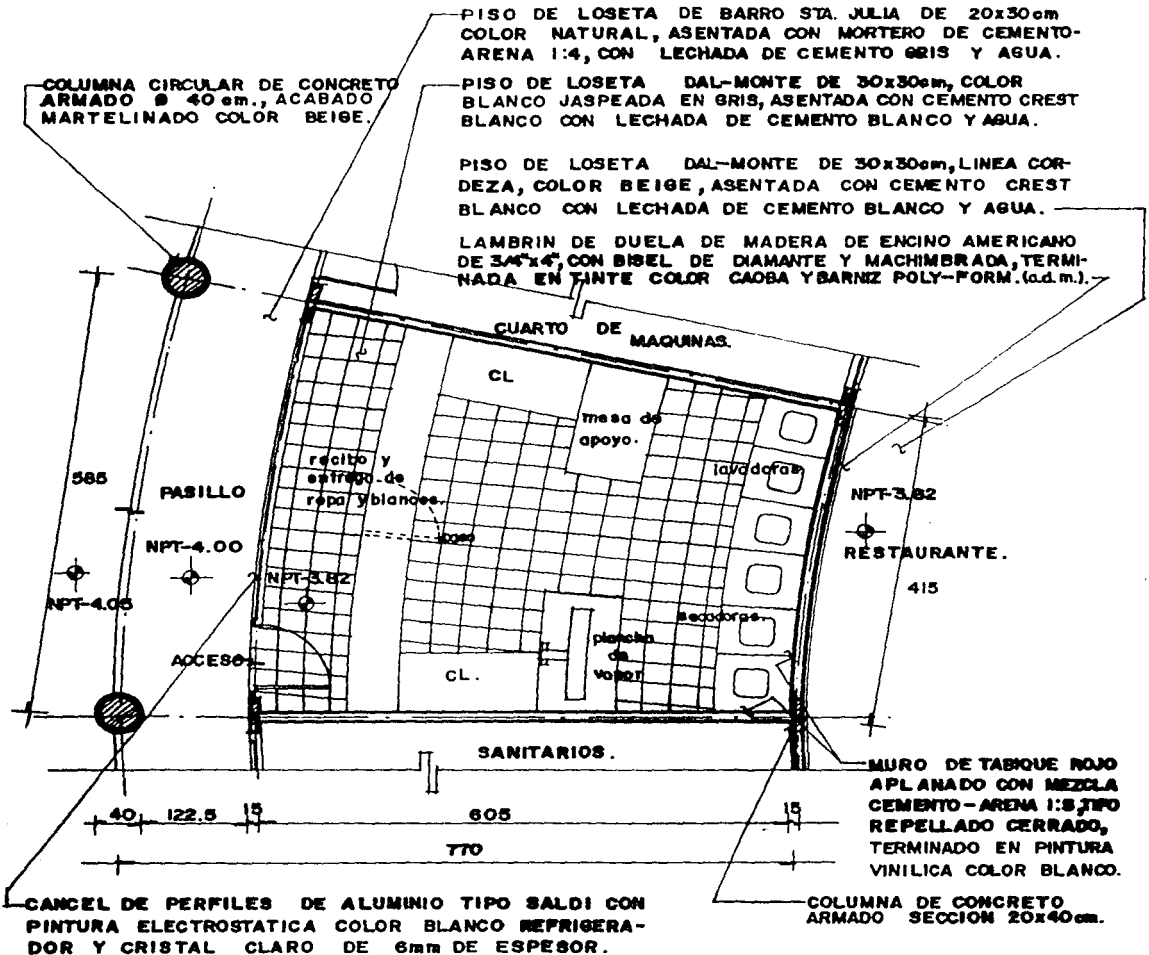 PISO DE LOSETA DE BARRO STA. JULIA DE 20x30cm
COLOR NATURAL, ASENTADA CON MORTERO DE CEMENTO-
ARENA 1:4, CON LECHADA DE CEMENTO GRIS Y AGUA.
COLUMNA CIRCULAR DE CONCRETO
ARMADO Ø 40 cm., ACABADO
MARTELINADO COLOR BEIGE.
PISO DE LOSETA DAL-MONTE DE 30x30cm, COLOR
BLANCO JASPEADA EN GRIS, ASENTADA CON CEMENTO CREST
BLANCO CON LECHADA DE CEMENTO BLANCO Y AGUA.
PISO DE LOSETA DAL-MONTE DE 30x30cm, LINEA COR-
DEZA, COLOR BEIGE, ASENTADA CON CEMENTO CREST
BLANCO CON LECHADA DE CEMENTO BLANCO Y AGUA.
LAMBRIN DE DUELA DE MADERA DE ENCINO AMERICANO
DE 3/4"x4", CON BISEL DE DIAMANTE Y MACHIMBRADA, TERMI-
NADA EN TINTE COLOR CAOBA Y BARNIZ POLY-FORM. (a.d.m.).
CUARTO DE
MAQUINAS.
CL
mesa de
apoyo.
recibo y
entrega de
ropa y blancos.
lavadoras.
585
PASILLO
NPT-3.82
NPT-4.00
paso
RESTAURANTE.
NPT-3.82
415
NPT-4.05
secadoras.
plancha
de
vapor
ACCESO
CL.
SANITARIOS.
MURO DE TABIQUE ROJO
APLANADO CON MEZCLA
CEMENTO-ARENA 1:8, TIPO
REPELLADO CERRADO,
TERMINADO EN PINTURA
VINILICA COLOR BLANCO.
40
122.5
15
605
15
770
CANCEL DE PERFILES DE ALUMINIO TIPO SALDI CON
PINTURA ELECTROSTATICA COLOR BLANCO REFRIGERA-
DOR Y CRISTAL CLARO DE 6mm DE ESPESOR.
COLUMNA DE CONCRETO
ARMADO SECCION 20x40cm.